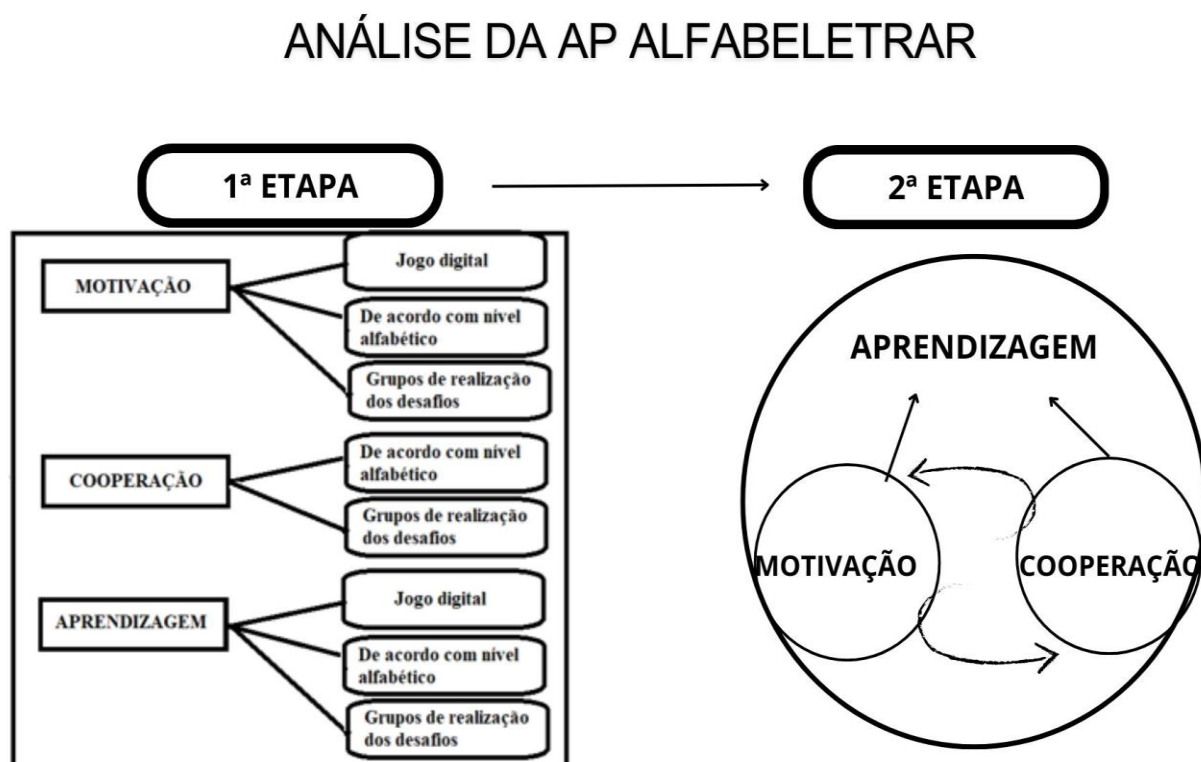 ANÁLISE DA AP ALFABELETRAR
1ª ETAPA
2ª ETAPA
MOTIVAÇÃO
Jogo digital
De acordo com nível
alfabético
Grupos de realização
dos desafios
COOPERAÇÃO
De acordo com nível
alfabético
Grupos de realização
dos desafios
APRENDIZAGEM
Jogo digital
De acordo com nível
alfabético
Grupos de realização
dos desafios
APRENDIZAGEM
MOTIVAÇÃO
COOPERAÇÃO